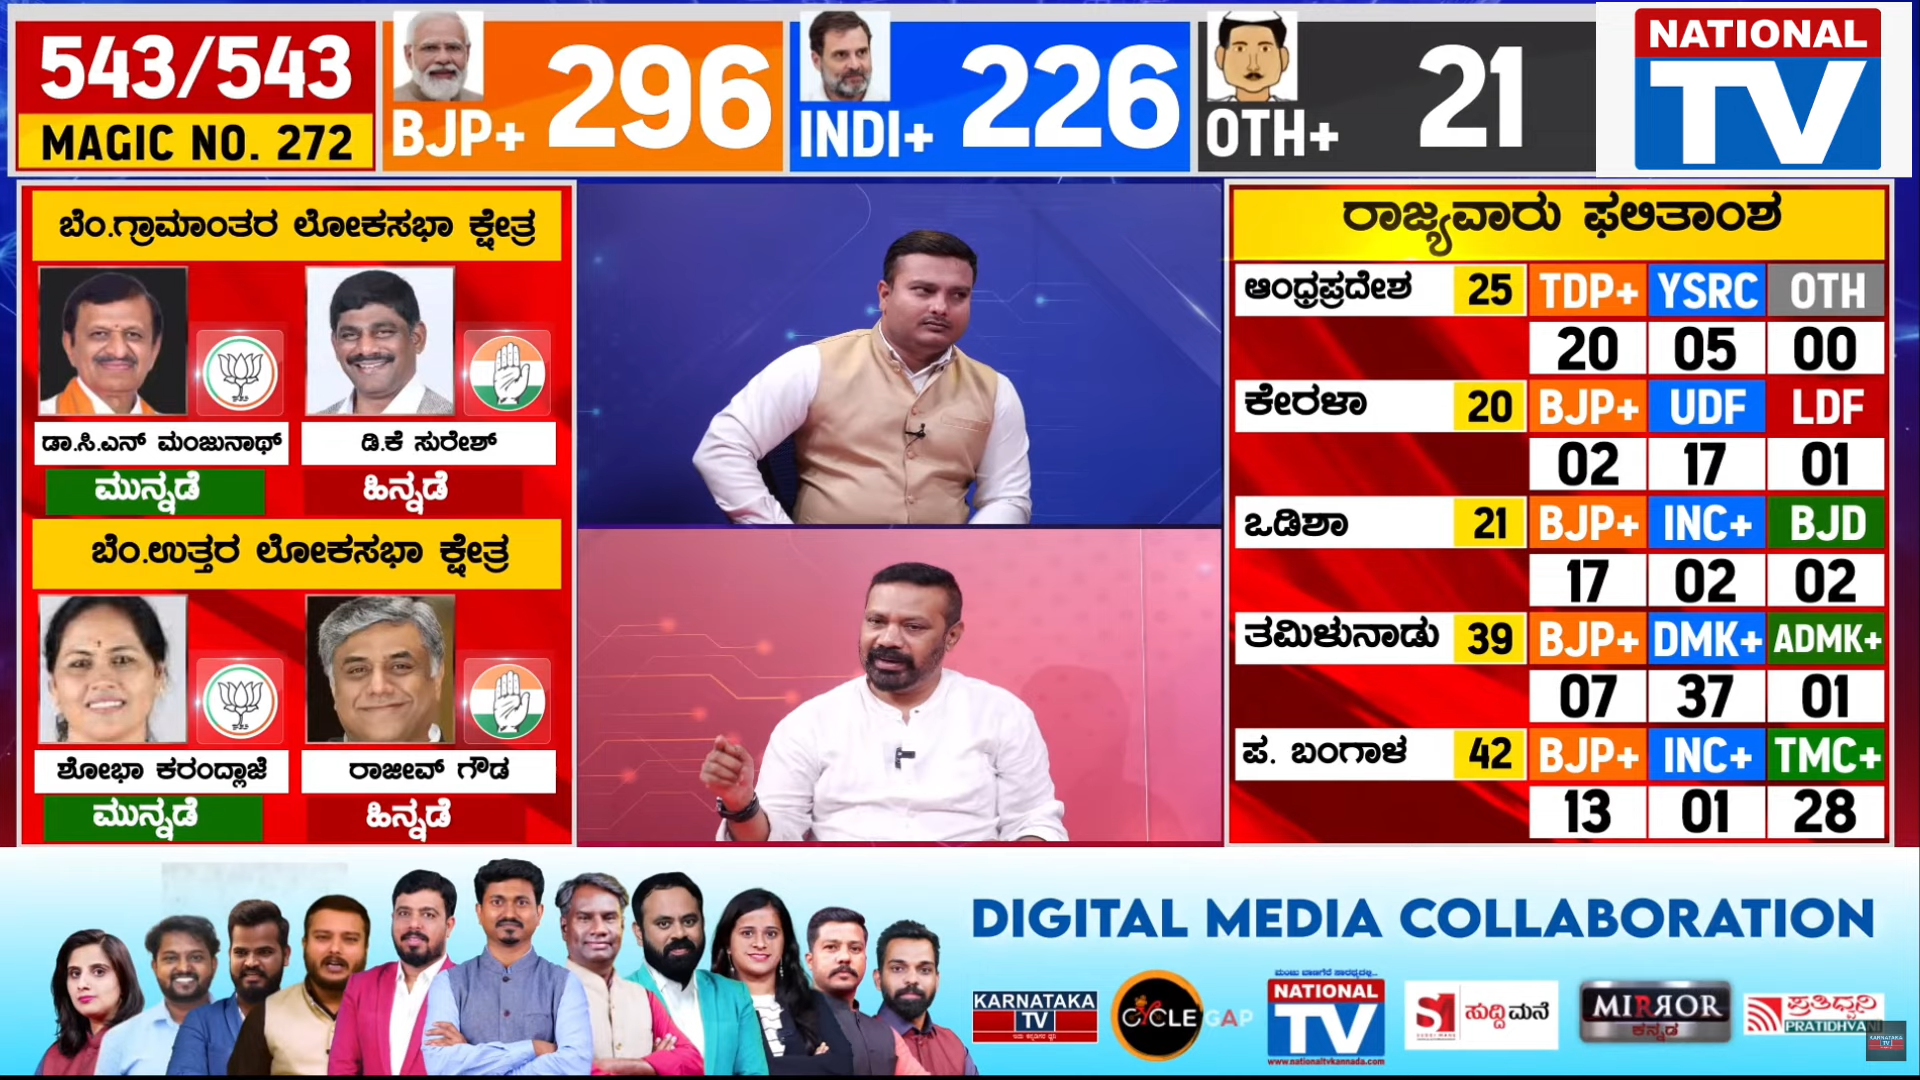 543/543
MAGIC NO. 272
BJP+ 296
INDI+ 226
OTH+ 21
NATIONAL
TV
ಬೆಂ.ಗ್ರಾಮಾಂತರ ಲೋಕಸಭಾ ಕ್ಷೇತ್ರ
ಡಾ.ಸಿ.ಎನ್ ಮಂಜುನಾಥ್ ಡಿ.ಕೆ ಸುರೇಶ್
ಮುನ್ನಡೆ ಹಿನ್ನಡೆ
ಬೆಂ.ಉತ್ತರ ಲೋಕಸಭಾ ಕ್ಷೇತ್ರ
ಶೋಭಾ ಕರಂದ್ಲಾಜೆ ರಾಜೀವ್ ಗೌಡ
ಮುನ್ನಡೆ ಹಿನ್ನಡೆ
ರಾಜ್ಯವಾರು ಫಲಿತಾಂಶ
ಆಂಧ್ರಪ್ರದೇಶ 25 TDP+ YSRC OTH
20 05 00
ಕೇರಳಾ 20 BJP+ UDF LDF
02 17 01
ಒಡಿಶಾ 21 BJP+ INC+ BJD
17 02 02
ತಮಿಳುನಾಡು 39 BJP+ DMK+ ADMK+
07 37 01
ಪ. ಬಂಗಾಳ 42 BJP+ INC+ TMC+
13 01 28
DIGITAL MEDIA COLLABORATION
KARNATAKA
TV
CYCLE GAP
NATIONAL
TV
www.nationaltvkannada.com
S1 ಸುದ್ದಿಮನೆ
MIRROR
ಕನ್ನಡ
ಪ್ರತಿಧ್ವನಿ
PRATIDHVANI
KARNATAKA
TV